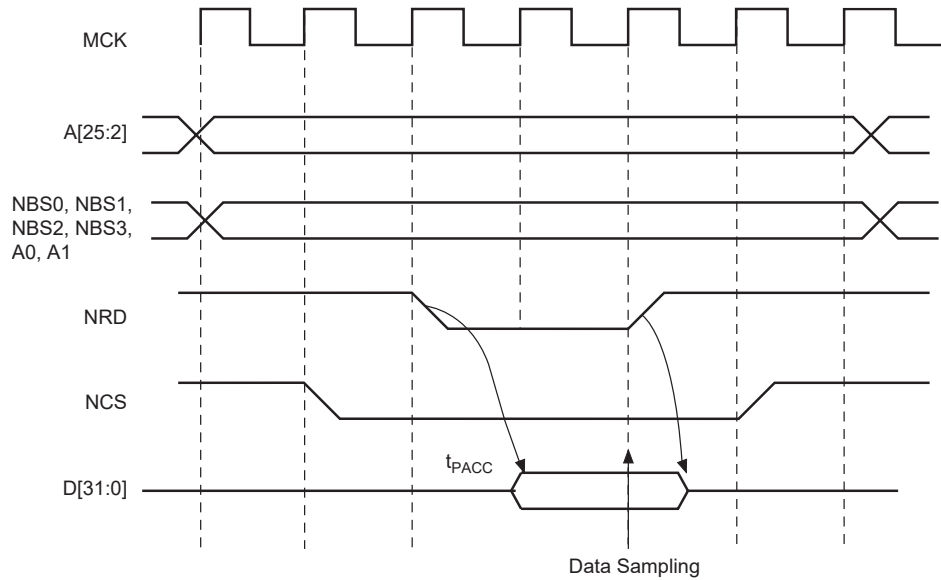 MCK
A[25:2]
NBS0, NBS1,
NBS2, NBS3,
A0, A1
NRD
NCS
tPACC
D[31:0]
Data Sampling